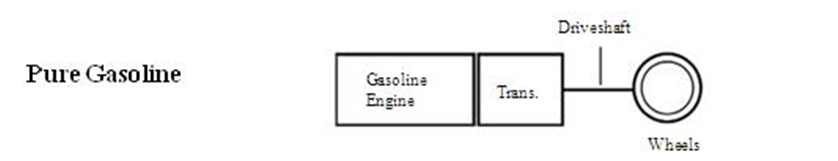 Driveshaft
Pure Gasoline
Gasoline
Engine
Trans.
Wheels